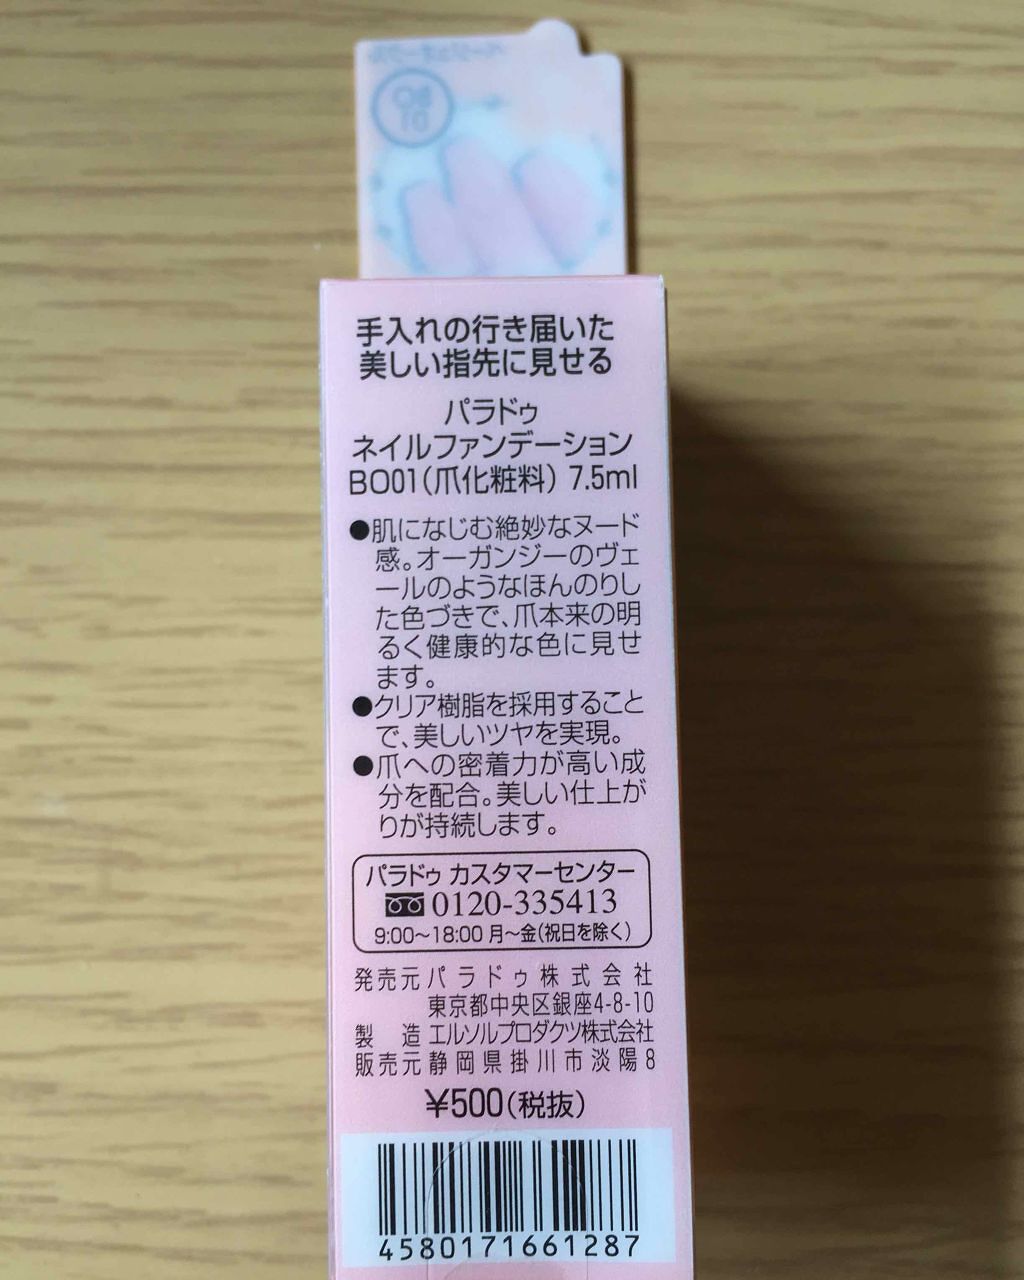 BO
01
手入れの行き届いた
美しい指先に見せる
パラドゥ
ネイルファンデーション
BO01(爪化粧料) 7.5ml
●肌になじむ絶妙なヌード
感。オーガンジーのヴェ
ールのようなほんのりし
た色づきで、爪本来の明
るく健康的な色に見せ
ます。
●クリア樹脂を採用すること
で、美しいツヤを実現。
●爪への密着力が高い成
分を配合。美しい仕上が
りが持続します。
パラドゥ カスタマーセンター
0120-335413
9:00〜18:00 月〜金(祝日を除く)
発売元 パラドゥ株式会社
東京都中央区銀座4-8-10
製造 エルソルプロダクツ株式会社
販売元 静岡県掛川市淡陽8
¥500(税抜)
4580171661287